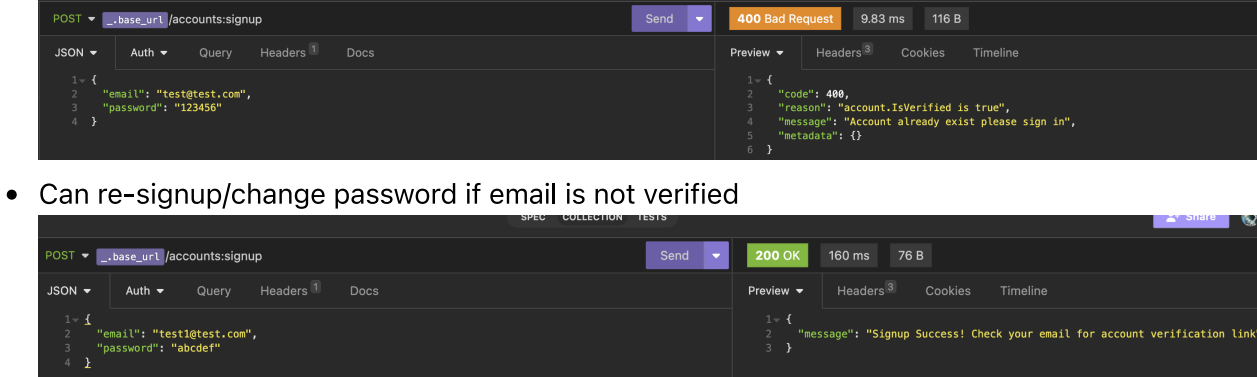 POST _.base_url /accounts:signup Send 400 Bad Request 9.83 ms 116 B
JSON Auth Query Headers 1 Docs Preview Headers 3 Cookies Timeline
1 {
2 "email": "test@test.com",
3 "password": "123456"
4 }
1 {
2 "code": 400,
3 "reason": "account.IsVerified is true",
4 "message": "Account already exist please sign in",
5 "metadata": {}
6 }
• Can re-signup/change password if email is not verified
SPEC COLLECTION TESTS Share
POST _.base_url /accounts:signup Send 200 OK 160 ms 76 B
JSON Auth Query Headers 1 Docs Preview Headers 3 Cookies Timeline
1 {
2 "email": "test1@test.com",
3 "password": "abcdef"
4 }
1 {
2 "message": "Signup Success! Check your email for account verification link"
3 }